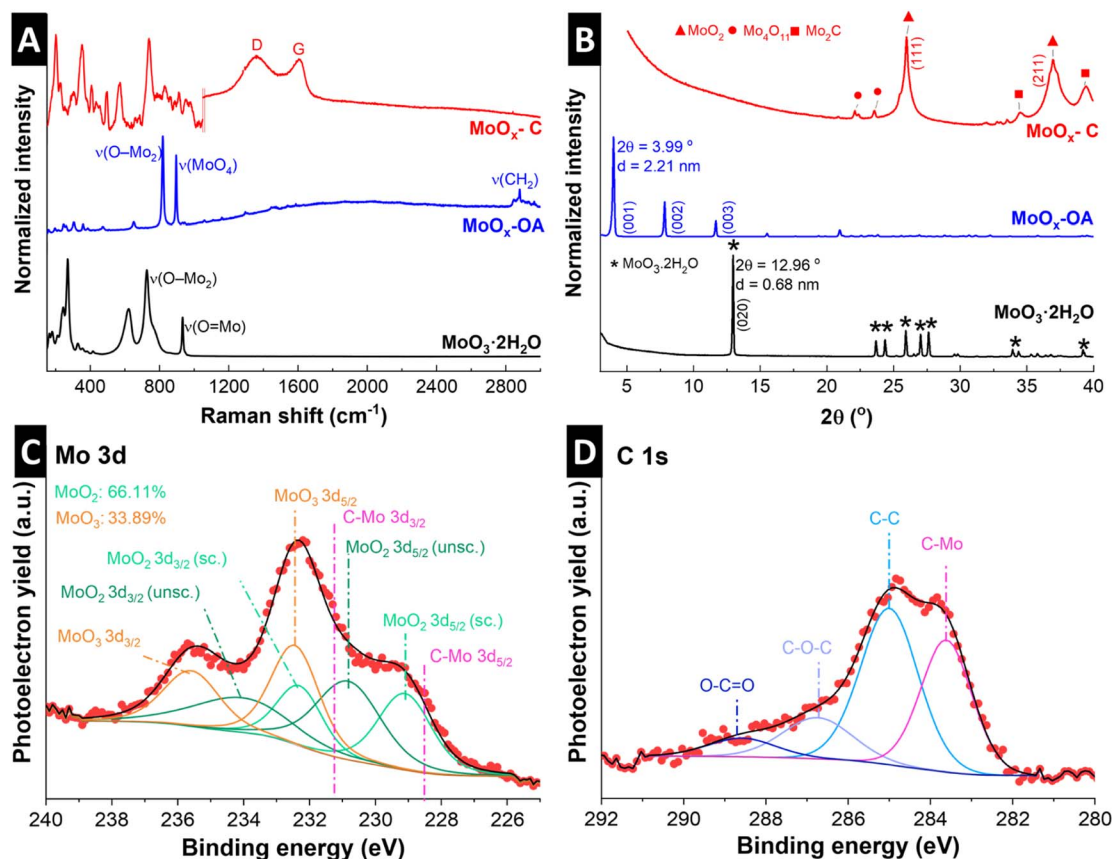 A
D
G
MoOₓ- C
ν(O–Mo₂)
ν(MoO₄)
ν(CH₂)
MoOₓ-OA
ν(O–Mo₂)
ν(O=Mo)
MoO₃·2H₂O
Normalized intensity
400 800 1200 1600 2000 2400 2800
Raman shift (cm⁻¹)
B
▲MoO₂ ● Mo₄O₁₁■ Mo₂C
(111)
(211)
MoOₓ- C
2θ = 3.99 º
d = 2.21 nm
(001)
(002)
(003)
MoOₓ-OA
* MoO₃.2H₂O
2θ = 12.96 º
d = 0.68 nm
(020)
MoO₃·2H₂O
Normalized intensity
5 10 15 20 25 30 35 40
2θ (º)
C Mo 3d
MoO₂: 66.11%
MoO₃: 33.89%
MoO₃ 3d₅/₂
C-Mo 3d₃/₂
MoO₂ 3d₅/₂ (unsc.)
MoO₂ 3d₃/₂ (sc.)
MoO₂ 3d₃/₂ (unsc.)
MoO₂ 3d₅/₂ (sc.)
MoO₃ 3d₃/₂
C-Mo 3d₅/₂
Photoelectron yield (a.u.)
240 238 236 234 232 230 228 226
Binding energy (eV)
D C 1s
C-C
C-Mo
C-O-C
O-C=O
Photoelectron yield (a.u.)
292 290 288 286 284 282 280
Binding energy (eV)